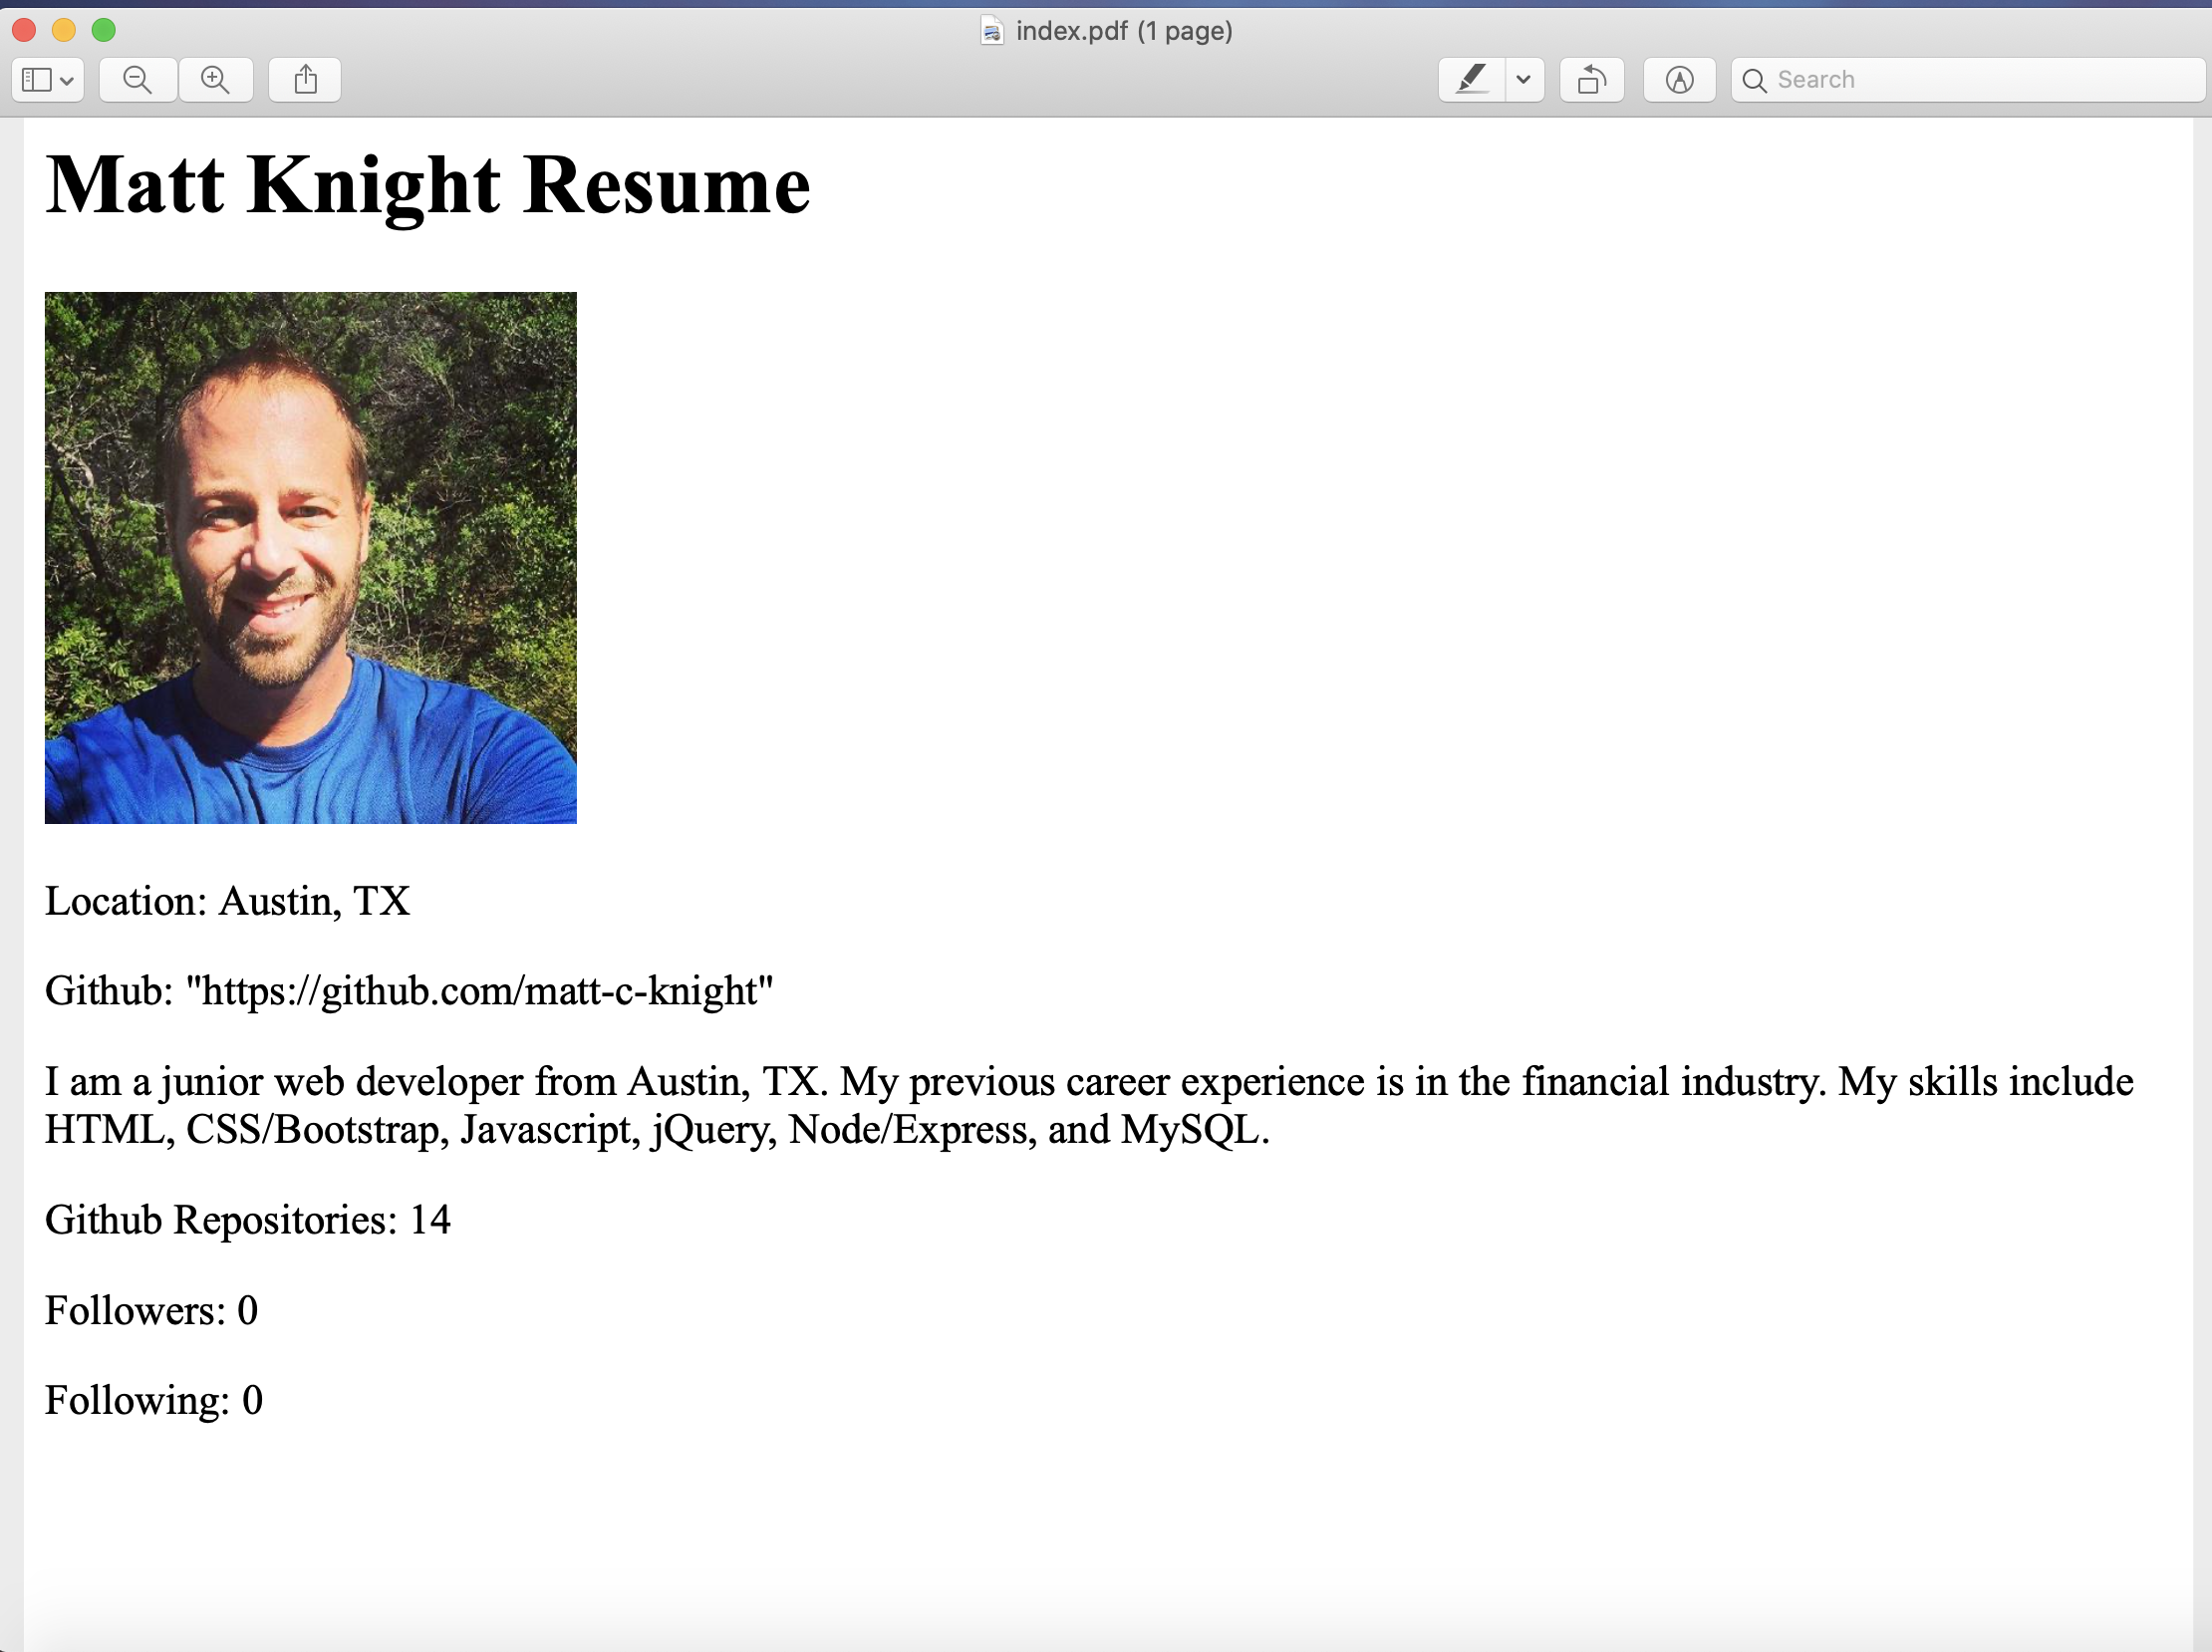 index.pdf (1 page)
Search
Matt Knight Resume
Location: Austin, TX
Github: "https://github.com/matt-c-knight"
I am a junior web developer from Austin, TX. My previous career experience is in the financial industry. My skills include
HTML, CSS/Bootstrap, Javascript, jQuery, Node/Express, and MySQL.
Github Repositories: 14
Followers: 0
Following: 0